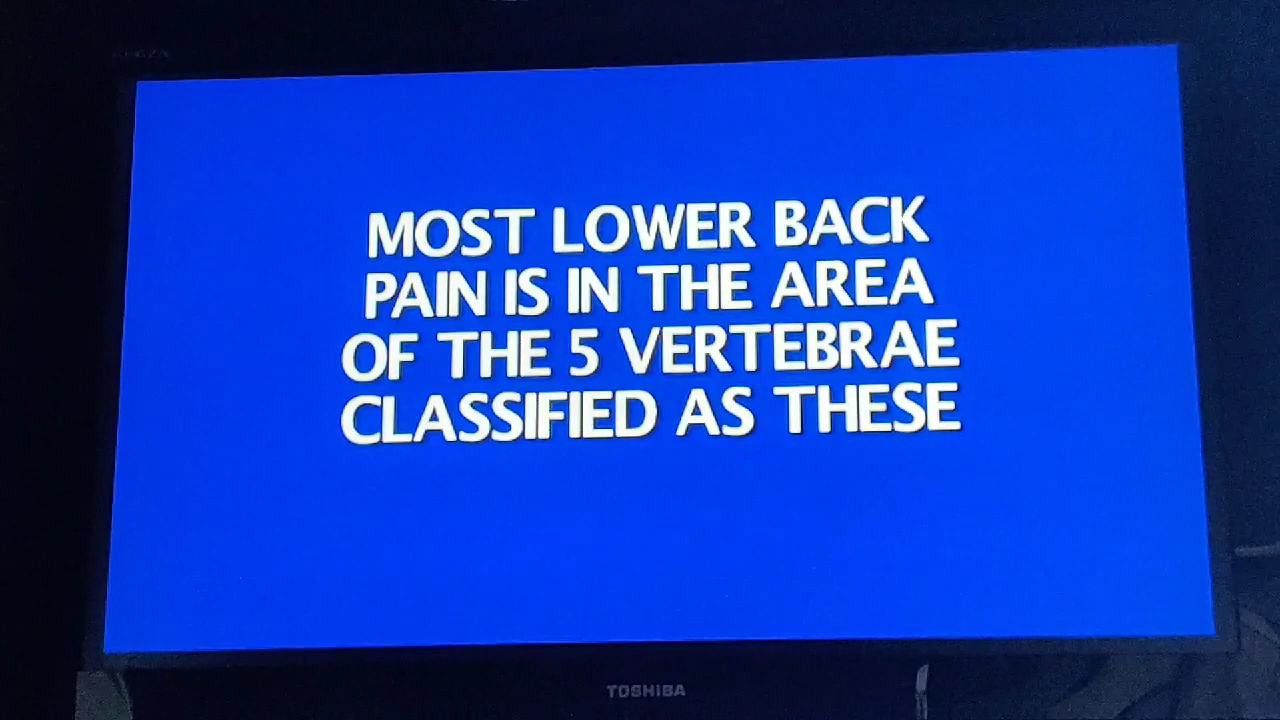 MOST LOWER BACK
PAIN IS IN THE AREA
OF THE 5 VERTEBRAE
CLASSIFIED AS THESE
TOSHIBA